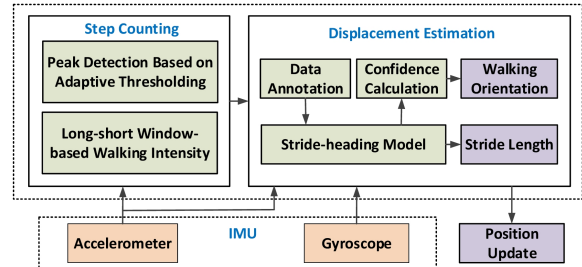 Step Counting
Peak Detection Based on
Adaptive Thresholding
Long-short Window-
based Walking Intensity
Displacement Estimation
Data
Annotation
Confidence
Calculation
Walking
Orientation
Stride-heading Model
Stride Length
IMU
Accelerometer
Gyroscope
Position
Update